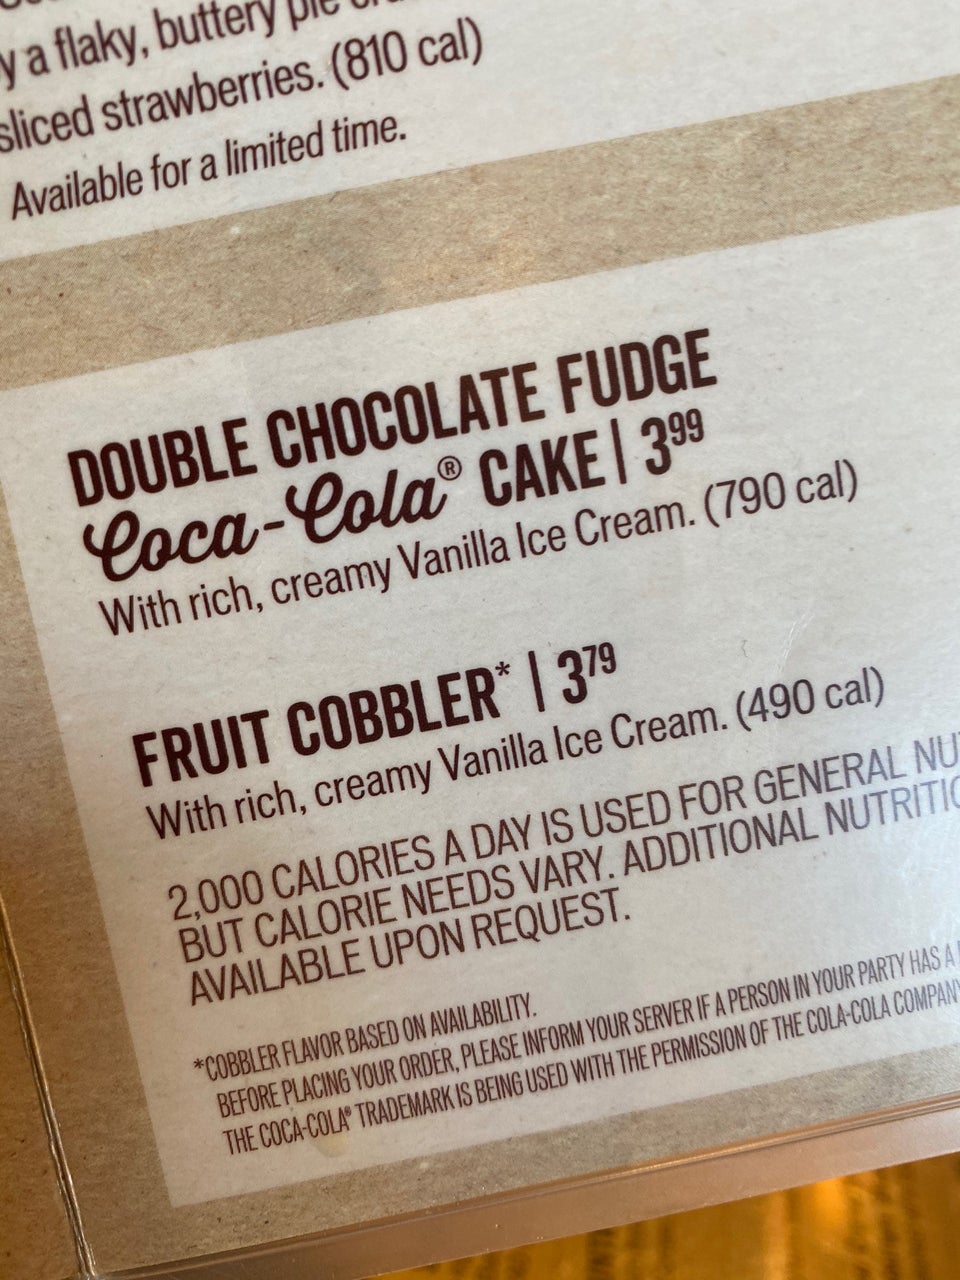 y a flaky, buttery pie
sliced strawberries. (810 cal)
Available for a limited time.
DOUBLE CHOCOLATE FUDGE
Coca-Cola® CAKE | 3⁹⁹
With rich, creamy Vanilla Ice Cream. (790 cal)
FRUIT COBBLER* | 3⁷⁹
With rich, creamy Vanilla Ice Cream. (490 cal)
2,000 CALORIES A DAY IS USED FOR GENERAL NU
BUT CALORIE NEEDS VARY. ADDITIONAL NUTRITIO
AVAILABLE UPON REQUEST.
*COBBLER FLAVOR BASED ON AVAILABILITY.
BEFORE PLACING YOUR ORDER, PLEASE INFORM YOUR SERVER IF A PERSON IN YOUR PARTY HAS A
THE COCA-COLA® TRADEMARK IS BEING USED WITH THE PERMISSION OF THE COLA-COLA COMPANY